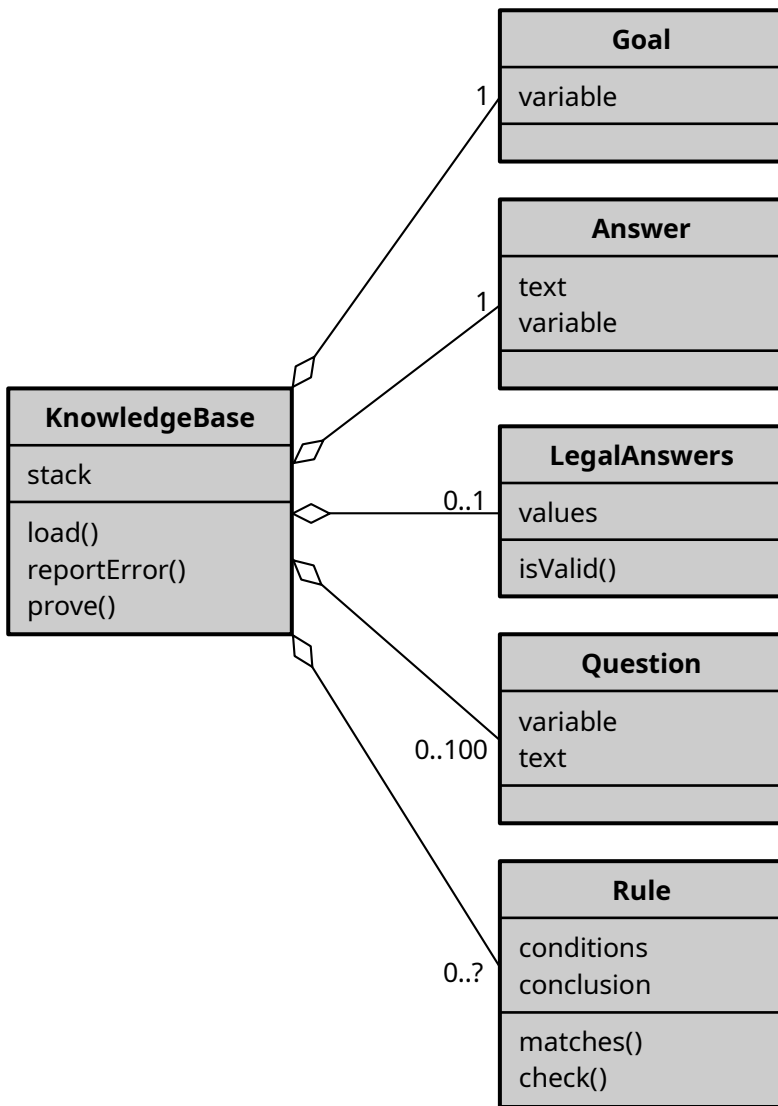 Goal
variable
1
Answer
text
variable
1
KnowledgeBase
stack
load()
reportError()
prove()
LegalAnswers
values
isValid()
0..1
Question
variable
text
0..100
Rule
conditions
conclusion
matches()
check()
0..?